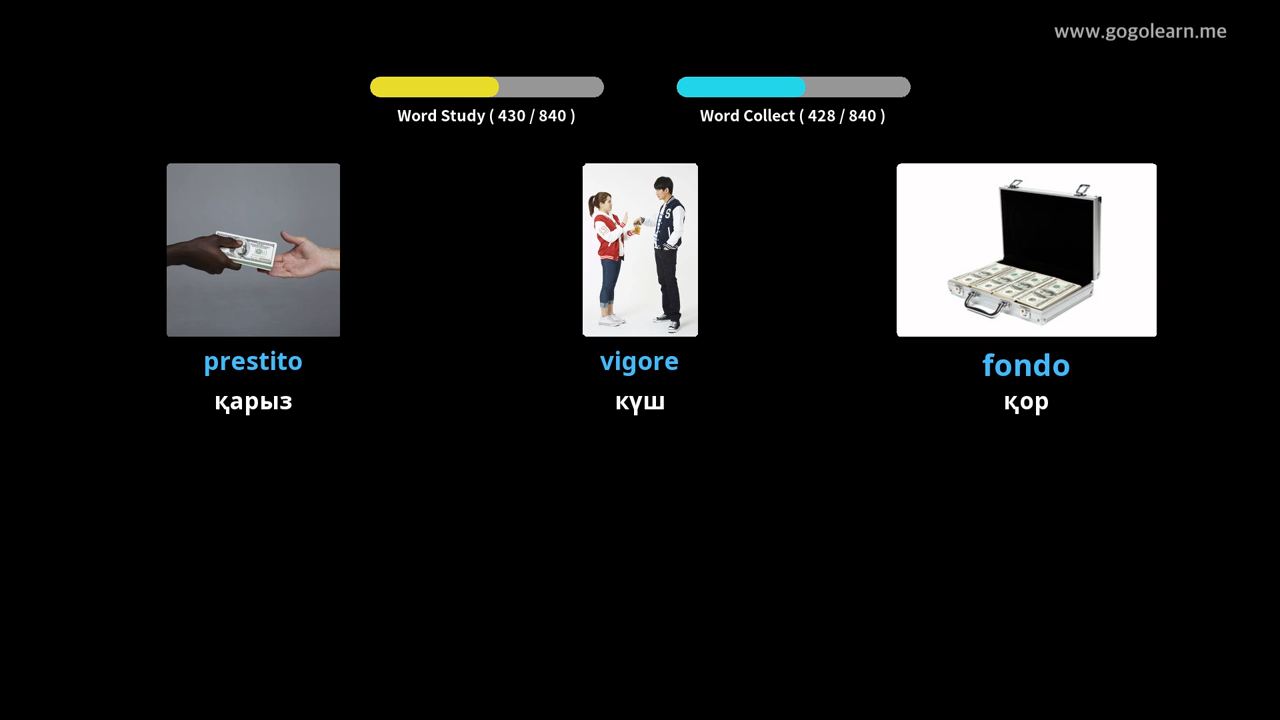 www.gogolearn.me
Word Study ( 430 / 840 )
Word Collect ( 428 / 840 )
prestito
қарыз
vigore
күш
fondo
қор